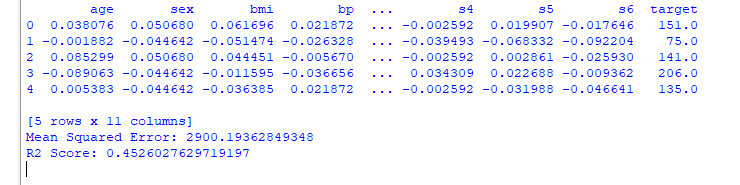 age       sex       bmi        bp  ...        s4        s5        s6  target
0  0.038076  0.050680  0.061696  0.021872  ... -0.002592  0.019907 -0.017646   151.0
1 -0.001882 -0.044642 -0.051474 -0.026328  ... -0.039493 -0.068332 -0.092204    75.0
2  0.085299  0.050680  0.044451 -0.005670  ... -0.002592  0.002861 -0.025930   141.0
3 -0.089063 -0.044642 -0.011595 -0.036656  ...  0.034309  0.022688 -0.009362   206.0
4  0.005383 -0.044642 -0.036385  0.021872  ... -0.002592 -0.031988 -0.046641   135.0
[5 rows x 11 columns]
Mean Squared Error: 2900.19362849348
R2 Score: 0.4526027629719197